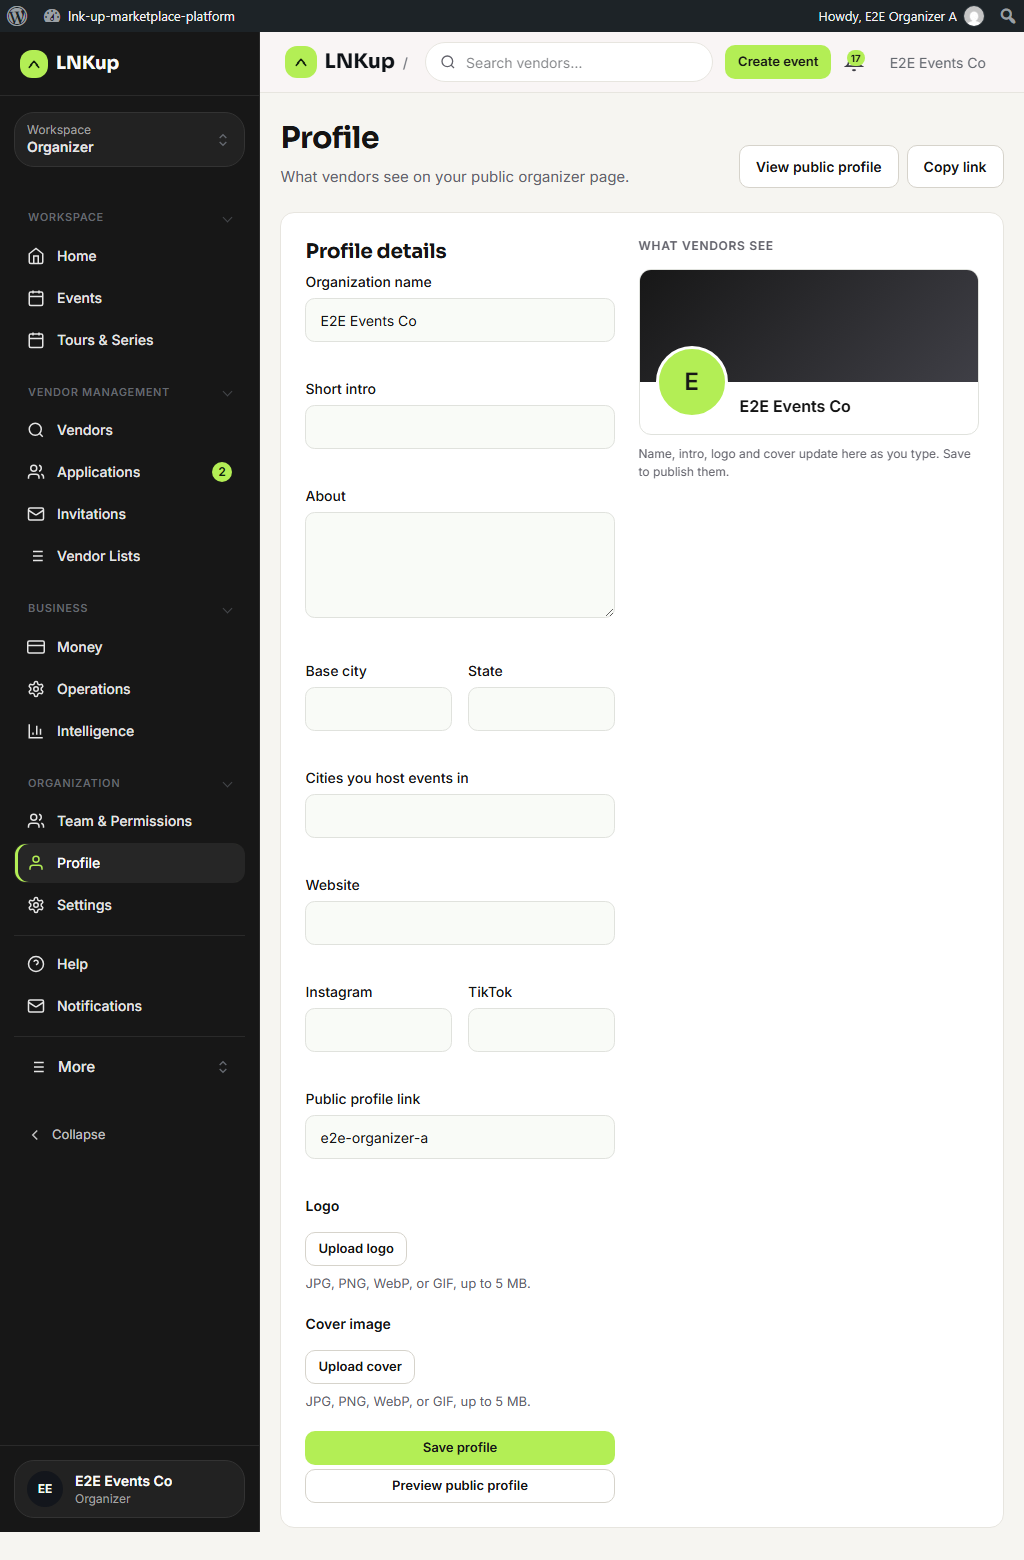 lnk-up-marketplace-platform
Howdy, E2E Organizer A
LNKup
Workspace
Organizer
WORKSPACE
Home
Events
Tours & Series
VENDOR MANAGEMENT
Vendors
Applications
2
Invitations
Vendor Lists
BUSINESS
Money
Operations
Intelligence
ORGANIZATION
Team & Permissions
Profile
Settings
Help
Notifications
More
Collapse
EE
E2E Events Co
Organizer
LNKup /
Search vendors...
Create event
17
E2E Events Co
Profile
What vendors see on your public organizer page.
View public profile
Copy link
Profile details
Organization name
E2E Events Co
Short intro
About
Base city
State
Cities you host events in
Website
Instagram
TikTok
Public profile link
e2e-organizer-a
Logo
Upload logo
JPG, PNG, WebP, or GIF, up to 5 MB.
Cover image
Upload cover
JPG, PNG, WebP, or GIF, up to 5 MB.
Save profile
Preview public profile
WHAT VENDORS SEE
E
E2E Events Co
Name, intro, logo and cover update here as you type. Save
to publish them.